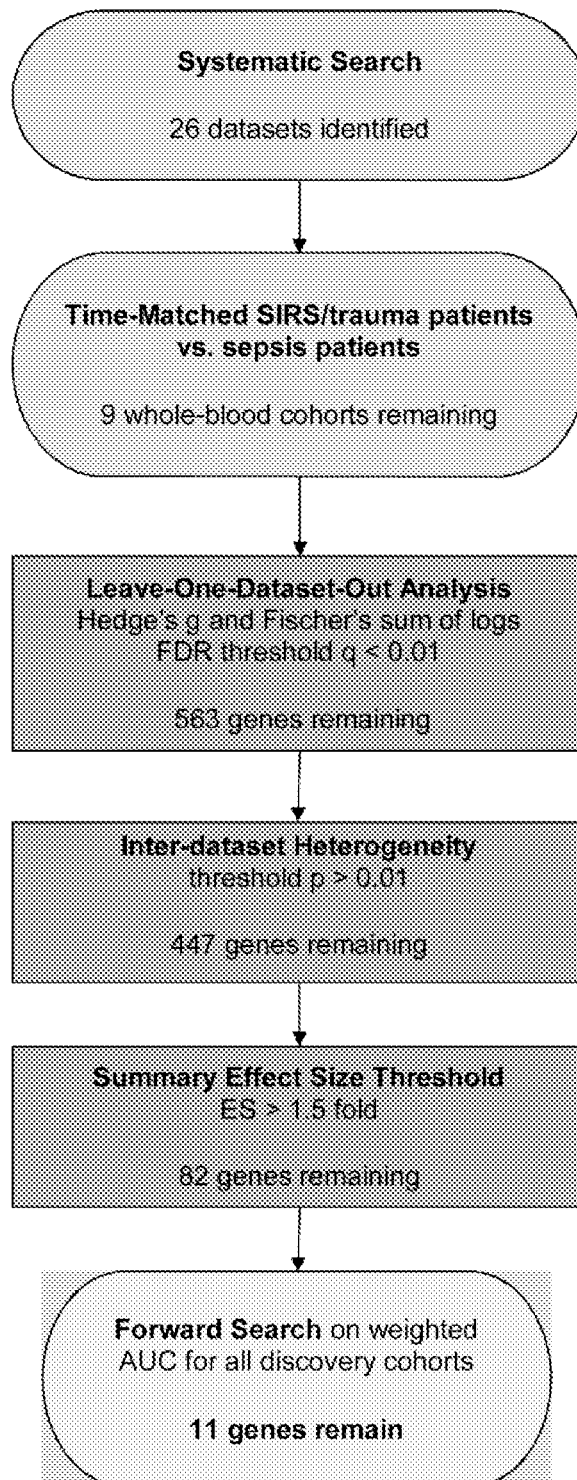 Systematic Search
26 datasets identified
Time-Matched SIRS/trauma patients
vs. sepsis patients
9 whole-blood cohorts remaining
Leave-One-Dataset-Out Analysis
Hedge's g and Fischer's sum of logs
FDR threshold q < 0.01
563 genes remaining
Inter-dataset Heterogeneity
threshold p > 0.01
447 genes remaining
Summary Effect Size Threshold
ES > 1.5 fold
82 genes remaining
Forward Search on weighted
AUC for all discovery cohorts
11 genes remain